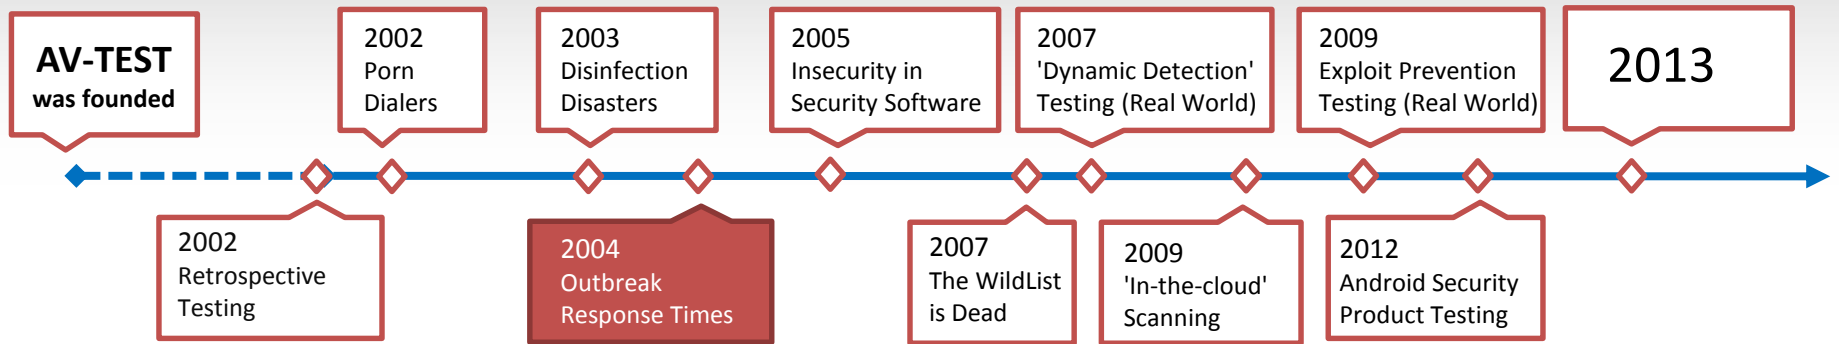 AV-TEST
was founded
2002
Porn
Dialers
2003
Disinfection
Disasters
2005
Insecurity in
Security Software
2007
'Dynamic Detection'
Testing (Real World)
2009
Exploit Prevention
Testing (Real World)
2013
2002
Retrospective
Testing
2004
Outbreak
Response Times
2007
The WildList
is Dead
2009
'In-the-cloud'
Scanning
2012
Android Security
Product Testing